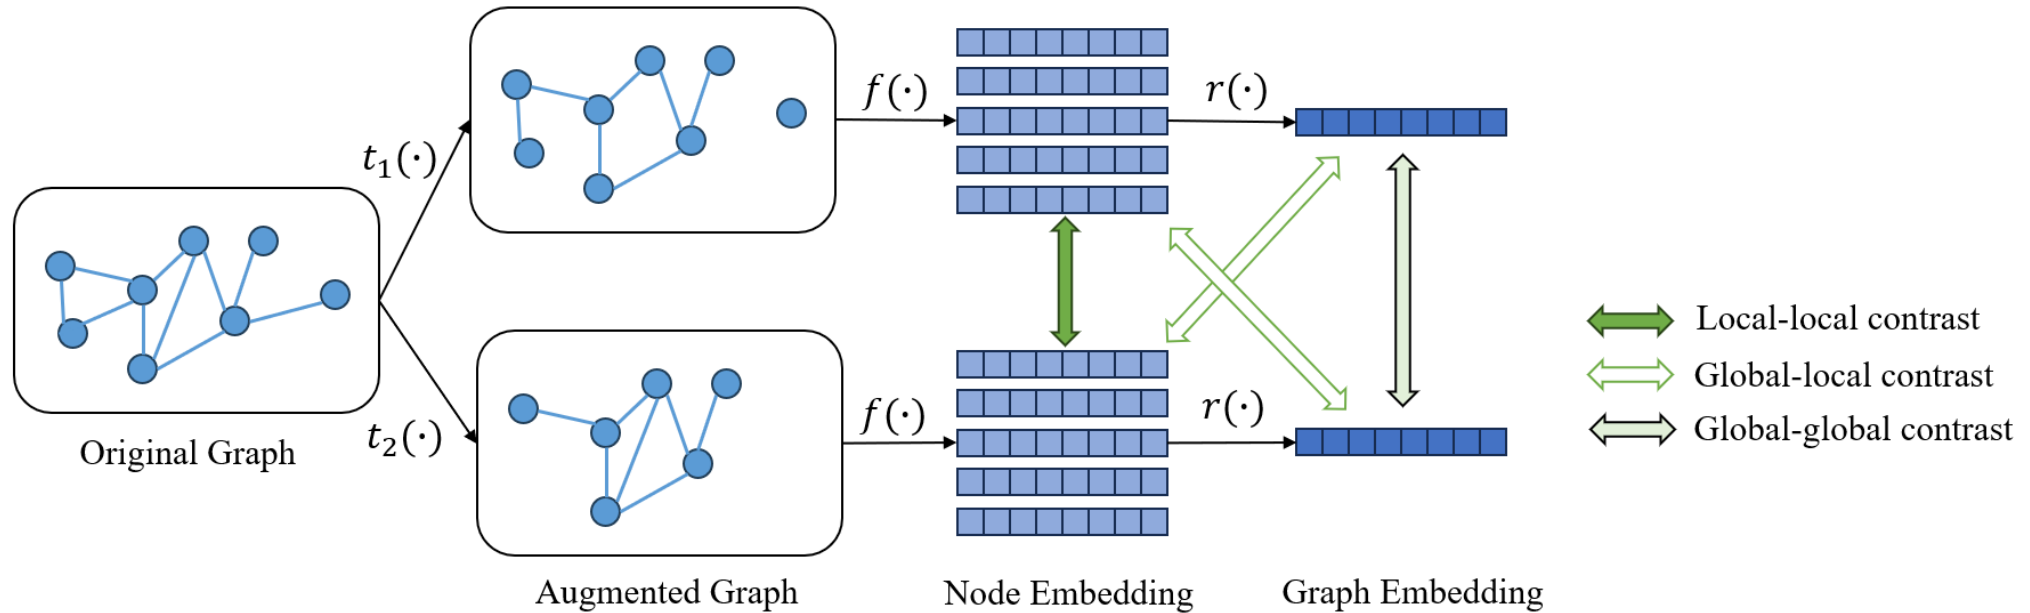 t₁(·)
f(·)
r(·)
Original Graph
t₂(·)
f(·)
r(·)
Augmented Graph
Node Embedding
Graph Embedding
Local-local contrast
Global-local contrast
Global-global contrast